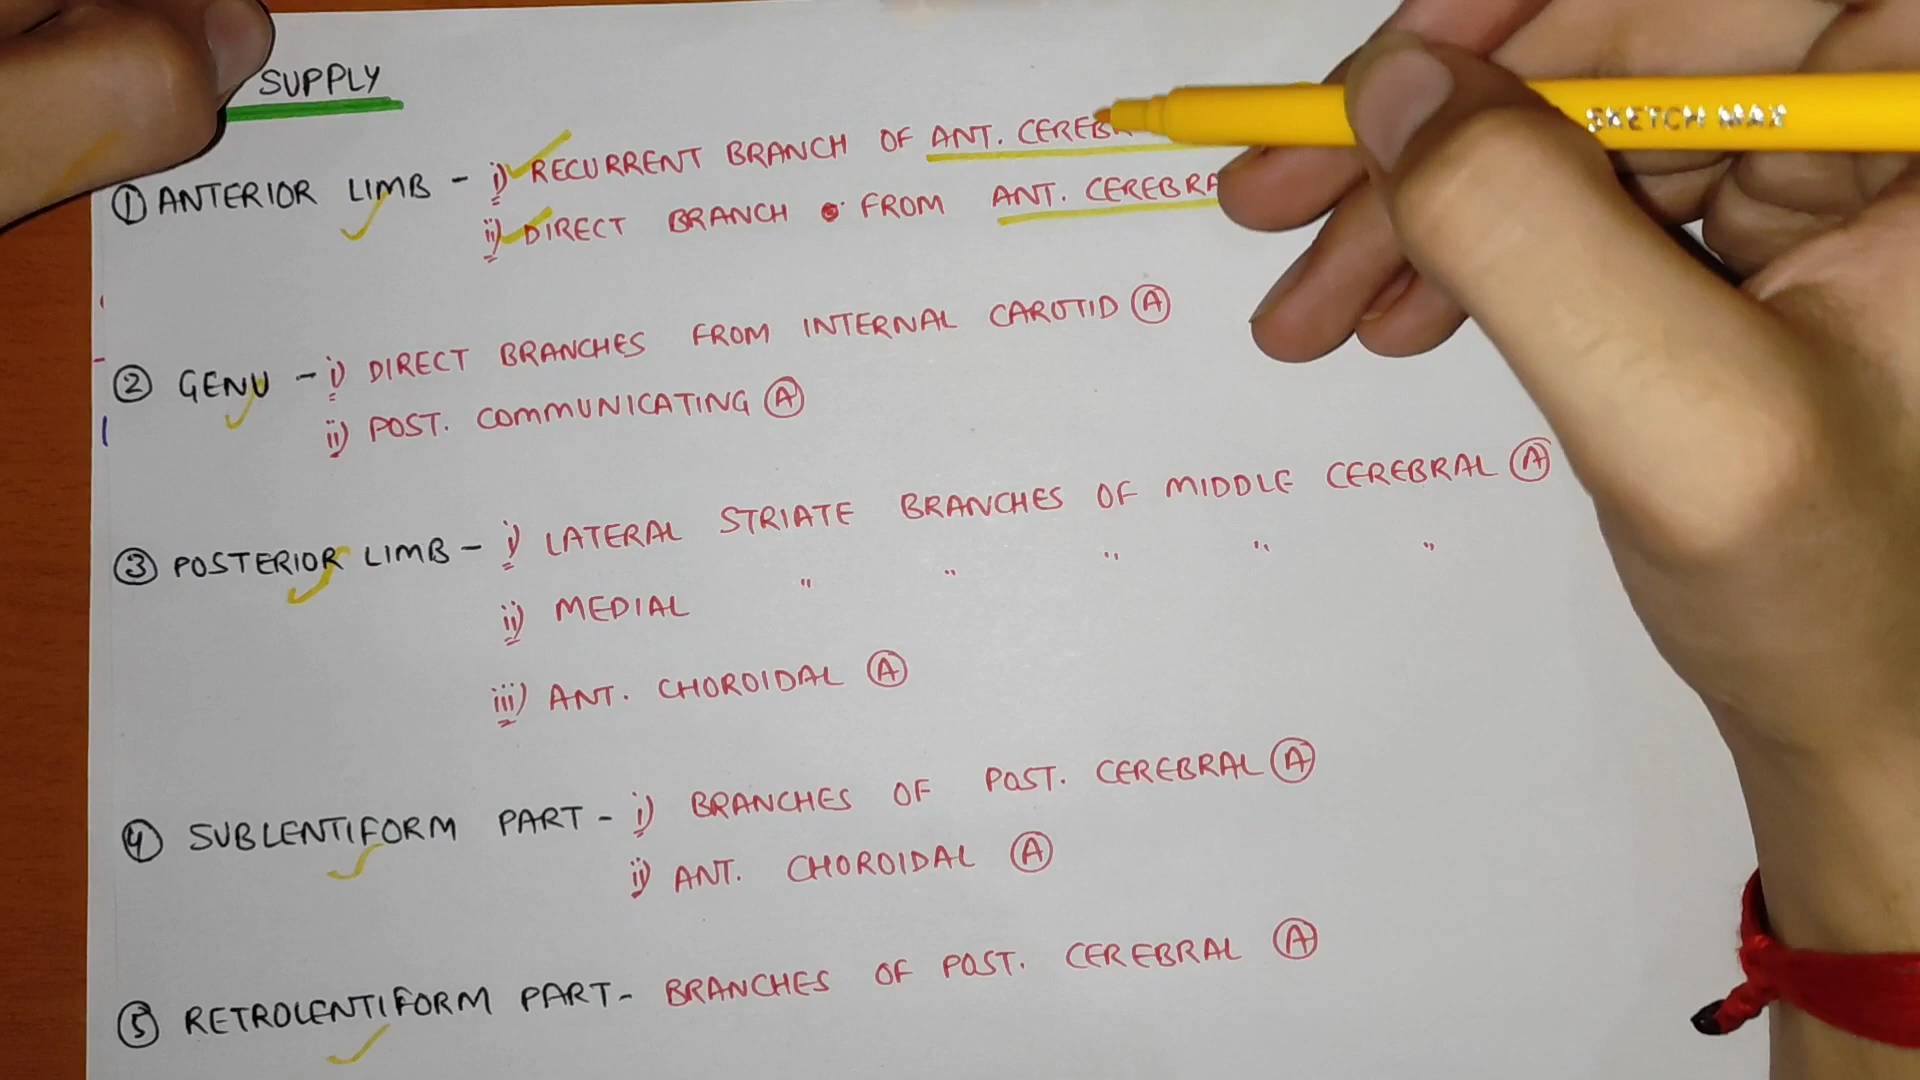 SUPPLY
① ANTERIOR LIMB - i) RECURRENT BRANCH OF ANT. CEREB
ii) DIRECT BRANCH FROM ANT. CEREBRA
② GENU - i) DIRECT BRANCHES FROM INTERNAL CAROTID Ⓐ
ii) POST. COMMUNICATING Ⓐ
③ POSTERIOR LIMB - i) LATERAL STRIATE BRANCHES OF MIDDLE CEREBRAL Ⓐ
ii) MEDIAL " " " " "
iii) ANT. CHOROIDAL Ⓐ
④ SUBLENTIFORM PART - i) BRANCHES OF POST. CEREBRAL Ⓐ
ii) ANT. CHOROIDAL Ⓐ
⑤ RETROLENTIFORM PART - BRANCHES OF POST. CEREBRAL Ⓐ
SKETCH MAX